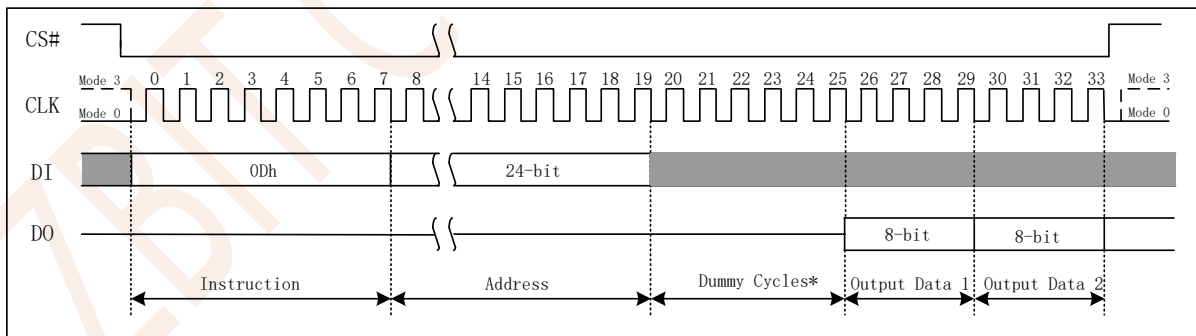 CS#
Mode 3 0 1 2 3 4 5 6 7 8 14 15 16 17 18 19 20 21 22 23 24 25 26 27 28 29 30 31 32 33 Mode 3
CLK
Mode 0 Mode 0
DI 0Dh 24-bit
DO 8-bit 8-bit
Instruction Address Dummy Cycles* Output Data 1 Output Data 2
ZBIT C